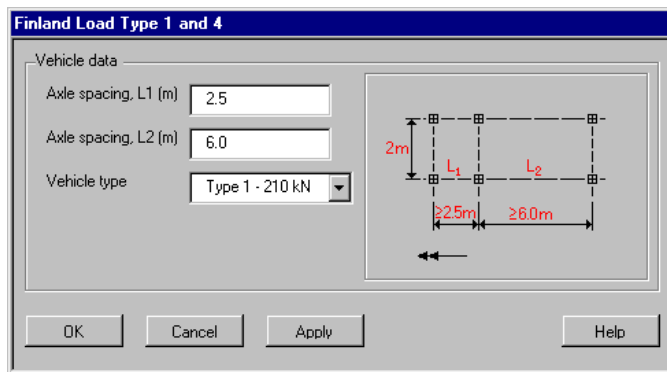 Finland Load Type 1 and 4
Vehicle data
Axle spacing, L1 (m) 2.5
Axle spacing, L2 (m) 6.0
Vehicle type Type 1 - 210 kN
2m
L1 L2
≥2.5m ≥6.0m
OK Cancel Apply Help